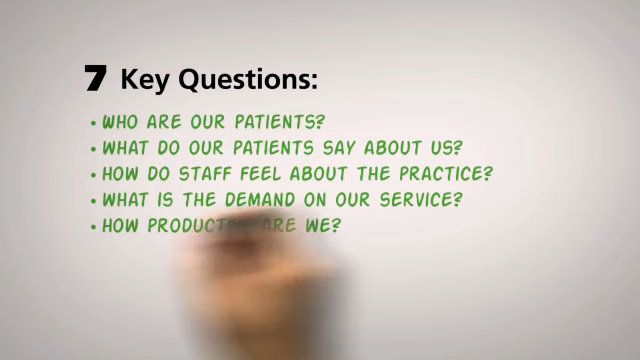 7 Key Questions:
• WHO ARE OUR PATIENTS?
• WHAT DO OUR PATIENTS SAY ABOUT US?
• HOW DO STAFF FEEL ABOUT THE PRACTICE?
• WHAT IS THE DEMAND ON OUR SERVICE?
• HOW PRODUCTIVE ARE WE?